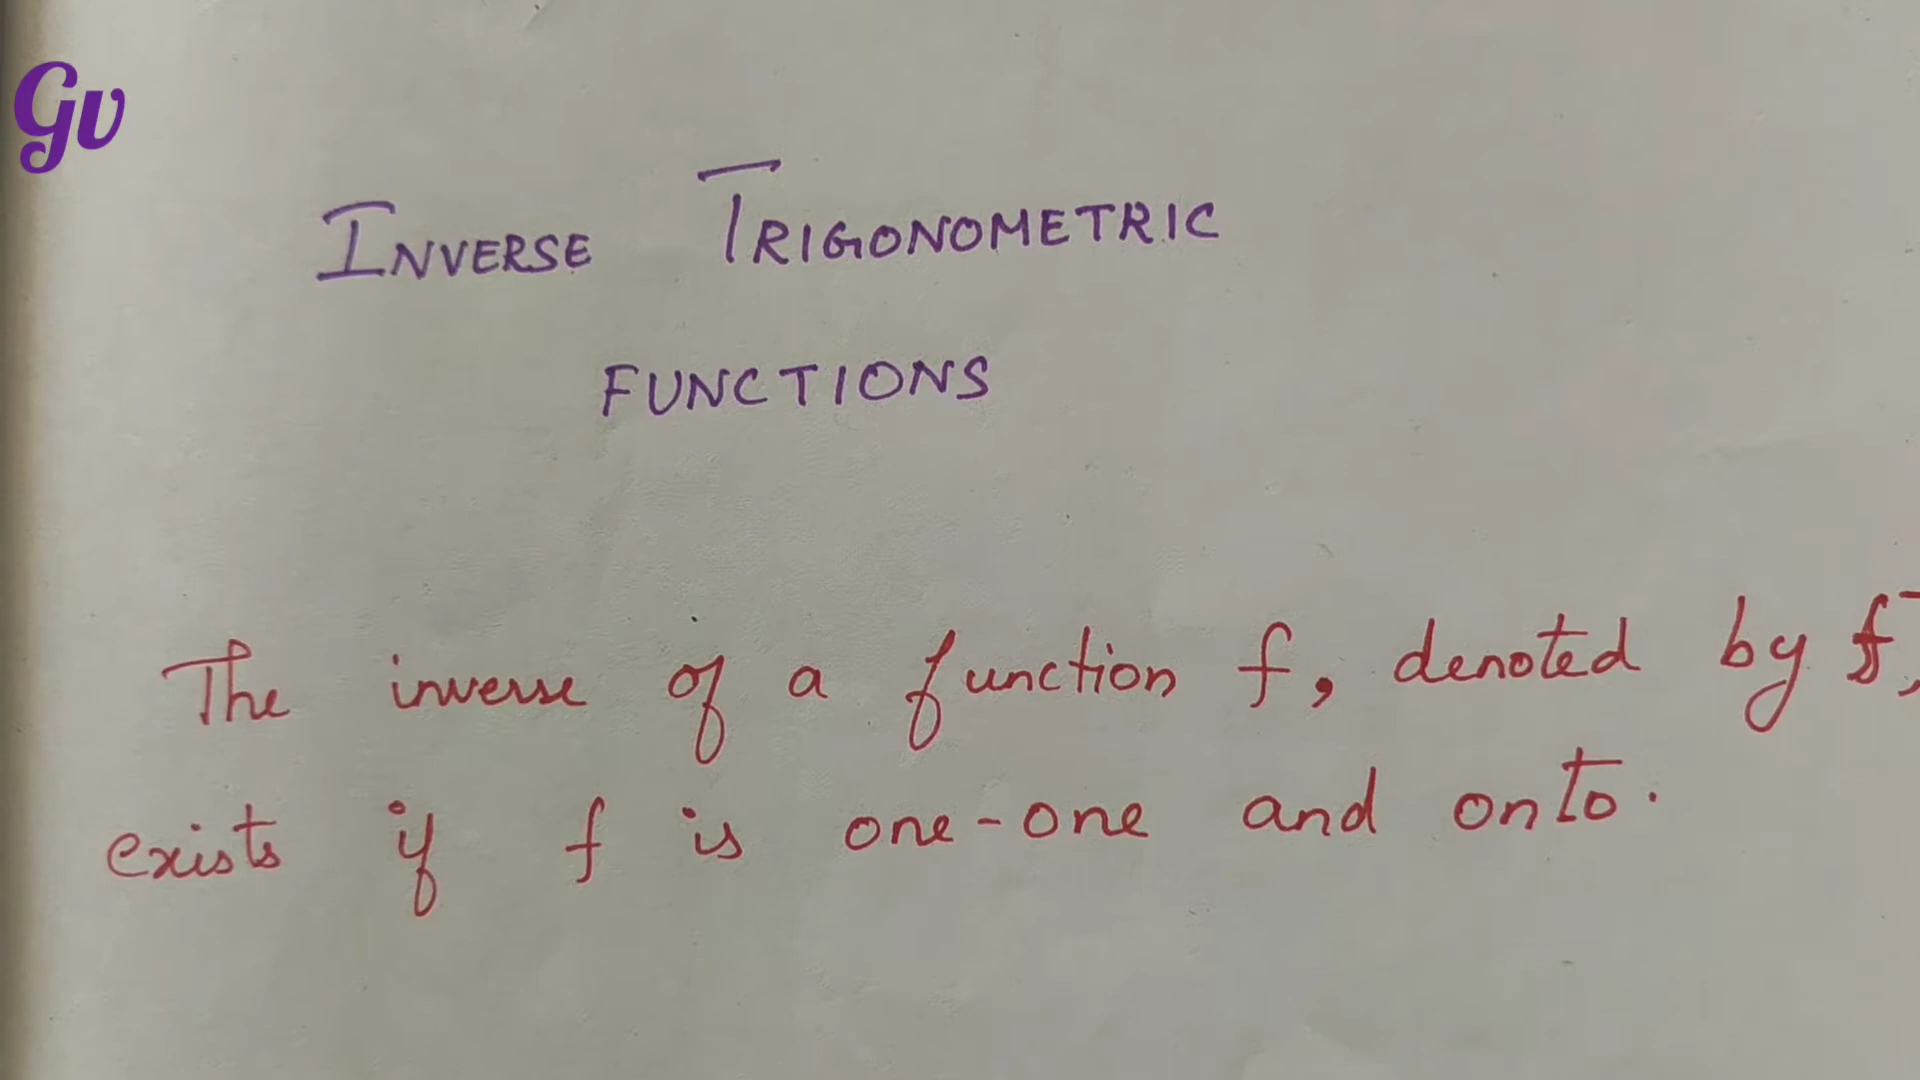 Gv
INVERSE TRIGONOMETRIC
FUNCTIONS
The inverse of a function f, denoted by f
exists if f is one-one and onto.